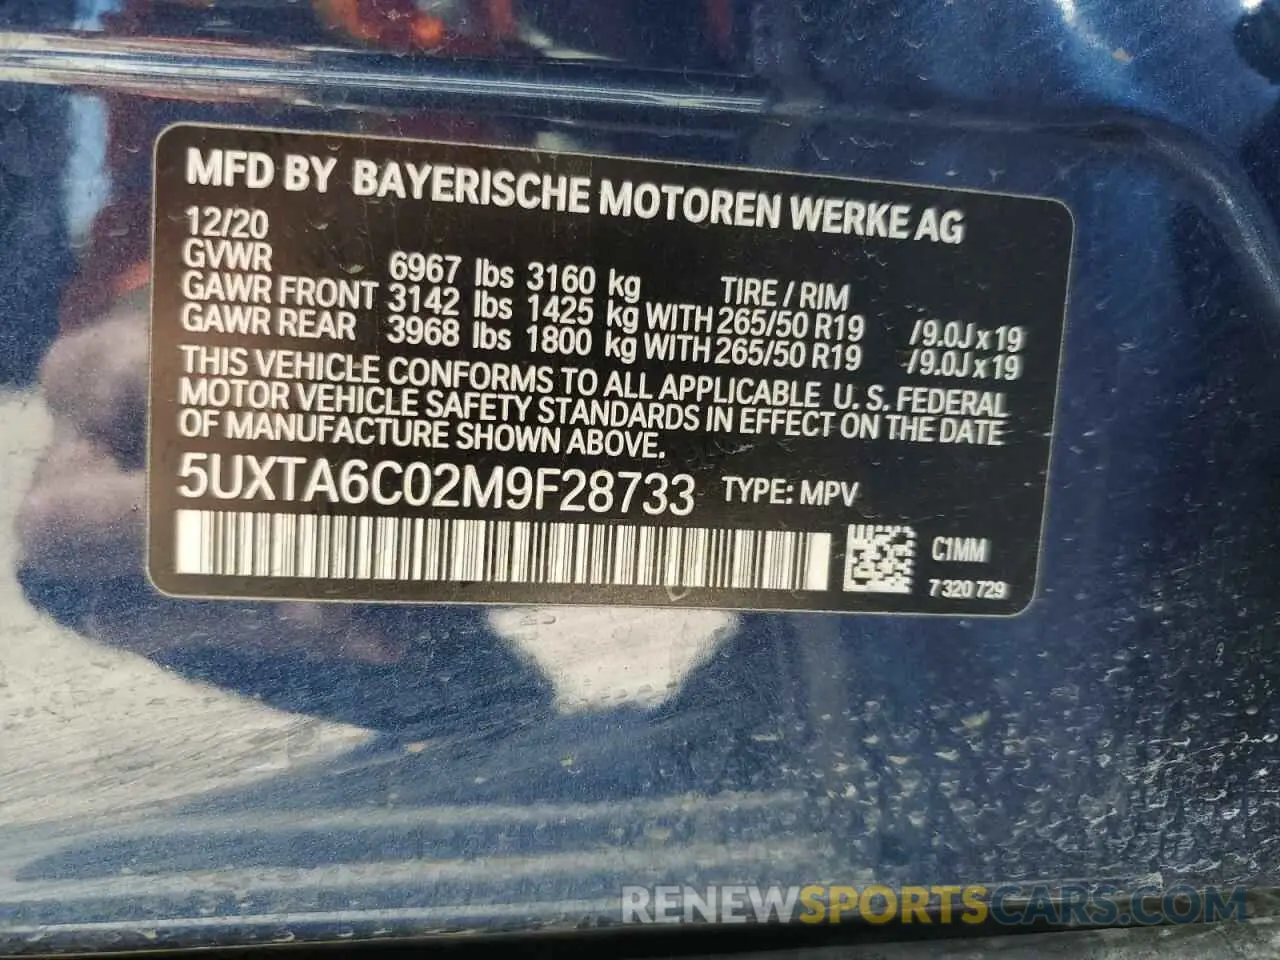 MFD BY BAYERISCHE MOTOREN WERKE AG
12/20
GVWR 6967 lbs 3160 kg TIRE / RIM
GAWR FRONT 3142 lbs 1425 kg WITH 265/50 R19 /9.0J x 19
GAWR REAR 3968 lbs 1800 kg WITH 265/50 R19 /9.0J x 19
THIS VEHICLE CONFORMS TO ALL APPLICABLE U. S. FEDERAL
MOTOR VEHICLE SAFETY STANDARDS IN EFFECT ON THE DATE
OF MANUFACTURE SHOWN ABOVE.
5UXTA6C02M9F28733 TYPE: MPV
C1MM
7 320 729
RENEWSPORTSCARS.COM